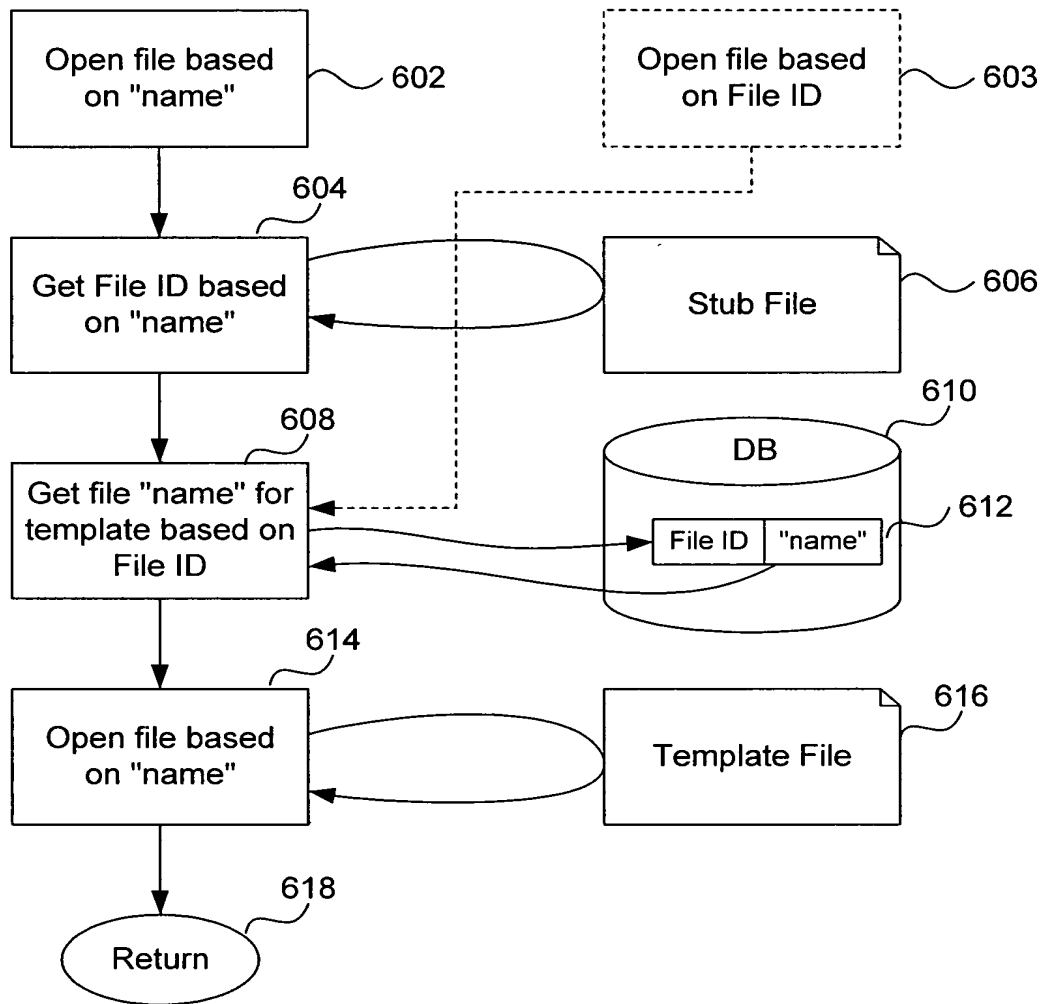 Open file based
on "name"
602
Open file based
on File ID
603
604
Get File ID based
on "name"
Stub File
606
608
Get file "name" for
template based on
File ID
610
DB
File ID
"name"
612
614
Open file based
on "name"
Template File
616
618
Return